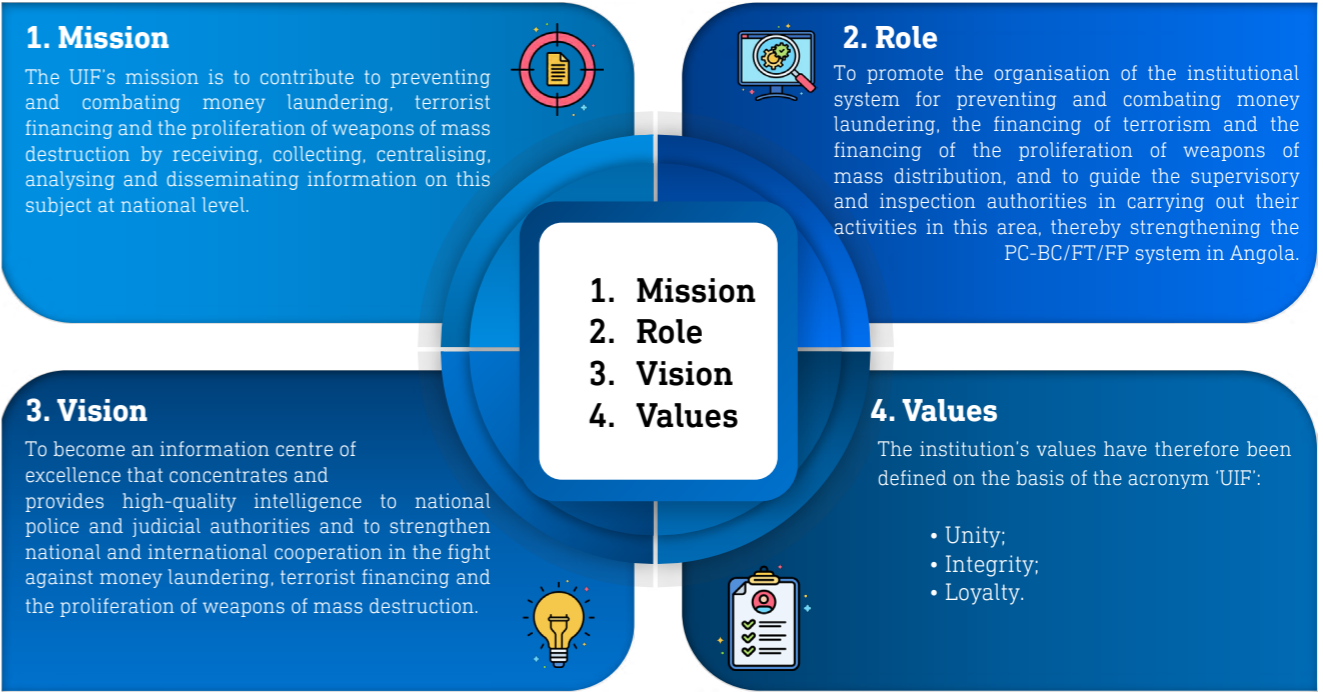 1. Mission
The UIF's mission is to contribute to preventing
and combating money laundering, terrorist
financing and the proliferation of weapons of mass
destruction by receiving, collecting, centralising,
analysing and disseminating information on this
subject at national level.
2. Role
To promote the organisation of the institutional
system for preventing and combating money
laundering, the financing of terrorism and the
financing of the proliferation of weapons of
mass distribution, and to guide the supervisory
and inspection authorities in carrying out their
activities in this area, thereby strengthening the
PC-BC/FT/FP system in Angola.
1. Mission
2. Role
3. Vision
4. Values
3. Vision
To become an information centre of
excellence that concentrates and
provides high-quality intelligence to national
police and judicial authorities and to strengthen
national and international cooperation in the fight
against money laundering, terrorist financing and
the proliferation of weapons of mass destruction.
4. Values
The institution's values have therefore been
defined on the basis of the acronym 'UIF':
• Unity;
• Integrity;
• Loyalty.